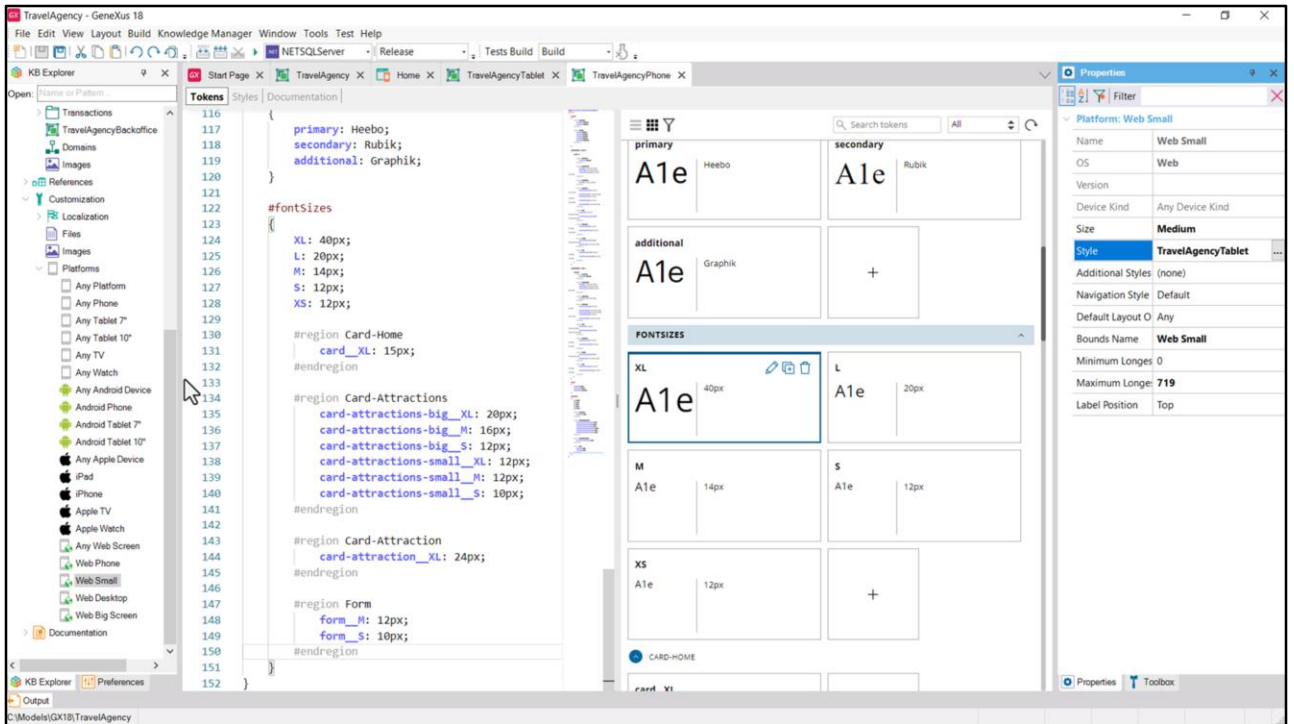 TravelAgency - GeneXus 18
File Edit View Layout Build Knowledge Manager Window Tools Test Help
NETSQLServer Release Tests Build Build
KB Explorer
Open: Name or Pattern...
Transactions
TravelAgencyBackoffice
Domains
Images
References
Customization
Localization
Files
Images
Platforms
Any Platform
Any Phone
Any Tablet 7"
Any Tablet 10"
Any TV
Any Watch
Any Android Device
Android Phone
Android Tablet 7"
Android Tablet 10"
Any Apple Device
iPad
iPhone
Apple TV
Apple Watch
Any Web Screen
Web Phone
Web Small
Web Desktop
Web Big Screen
Documentation
KB Explorer Preferences
Output
C:\Models\GX18\TravelAgency
Start Page TravelAgency Home TravelAgencyTablet TravelAgencyPhone
Tokens Styles Documentation
116 {
117 primary: Heebo;
118 secondary: Rubik;
119 additional: Graphik;
120 }
121
122 #fontSizes
123 {
124 XL: 40px;
125 L: 20px;
126 M: 14px;
127 S: 12px;
128 XS: 12px;
129
130 #region Card-Home
131 card__XL: 15px;
132 #endregion
133
134 #region Card-Attractions
135 card-attractions-big__XL: 20px;
136 card-attractions-big__M: 16px;
137 card-attractions-big__S: 12px;
138 card-attractions-small__XL: 12px;
139 card-attractions-small__M: 12px;
140 card-attractions-small__S: 10px;
141 #endregion
142
143 #region Card-Attraction
144 card-attraction__XL: 24px;
145 #endregion
146
147 #region Form
148 form__M: 12px;
149 form__S: 10px;
150 #endregion
151 }
152 }
Search tokens All
primary
A1e Heebo
secondary
A1e Rubik
additional
A1e Graphik
+
FONTSIZES
XL
A1e 40px
L
A1e 20px
M
A1e 14px
S
A1e 12px
XS
A1e 12px
+
CARD-HOME
card__XL
Properties
Filter
Platform: Web Small
Name Web Small
OS Web
Version
Device Kind Any Device Kind
Size Medium
Style TravelAgencyTablet ...
Additional Styles (none)
Navigation Style Default
Default Layout O Any
Bounds Name Web Small
Minimum Longes 0
Maximum Longe 719
Label Position Top
Properties Toolbox